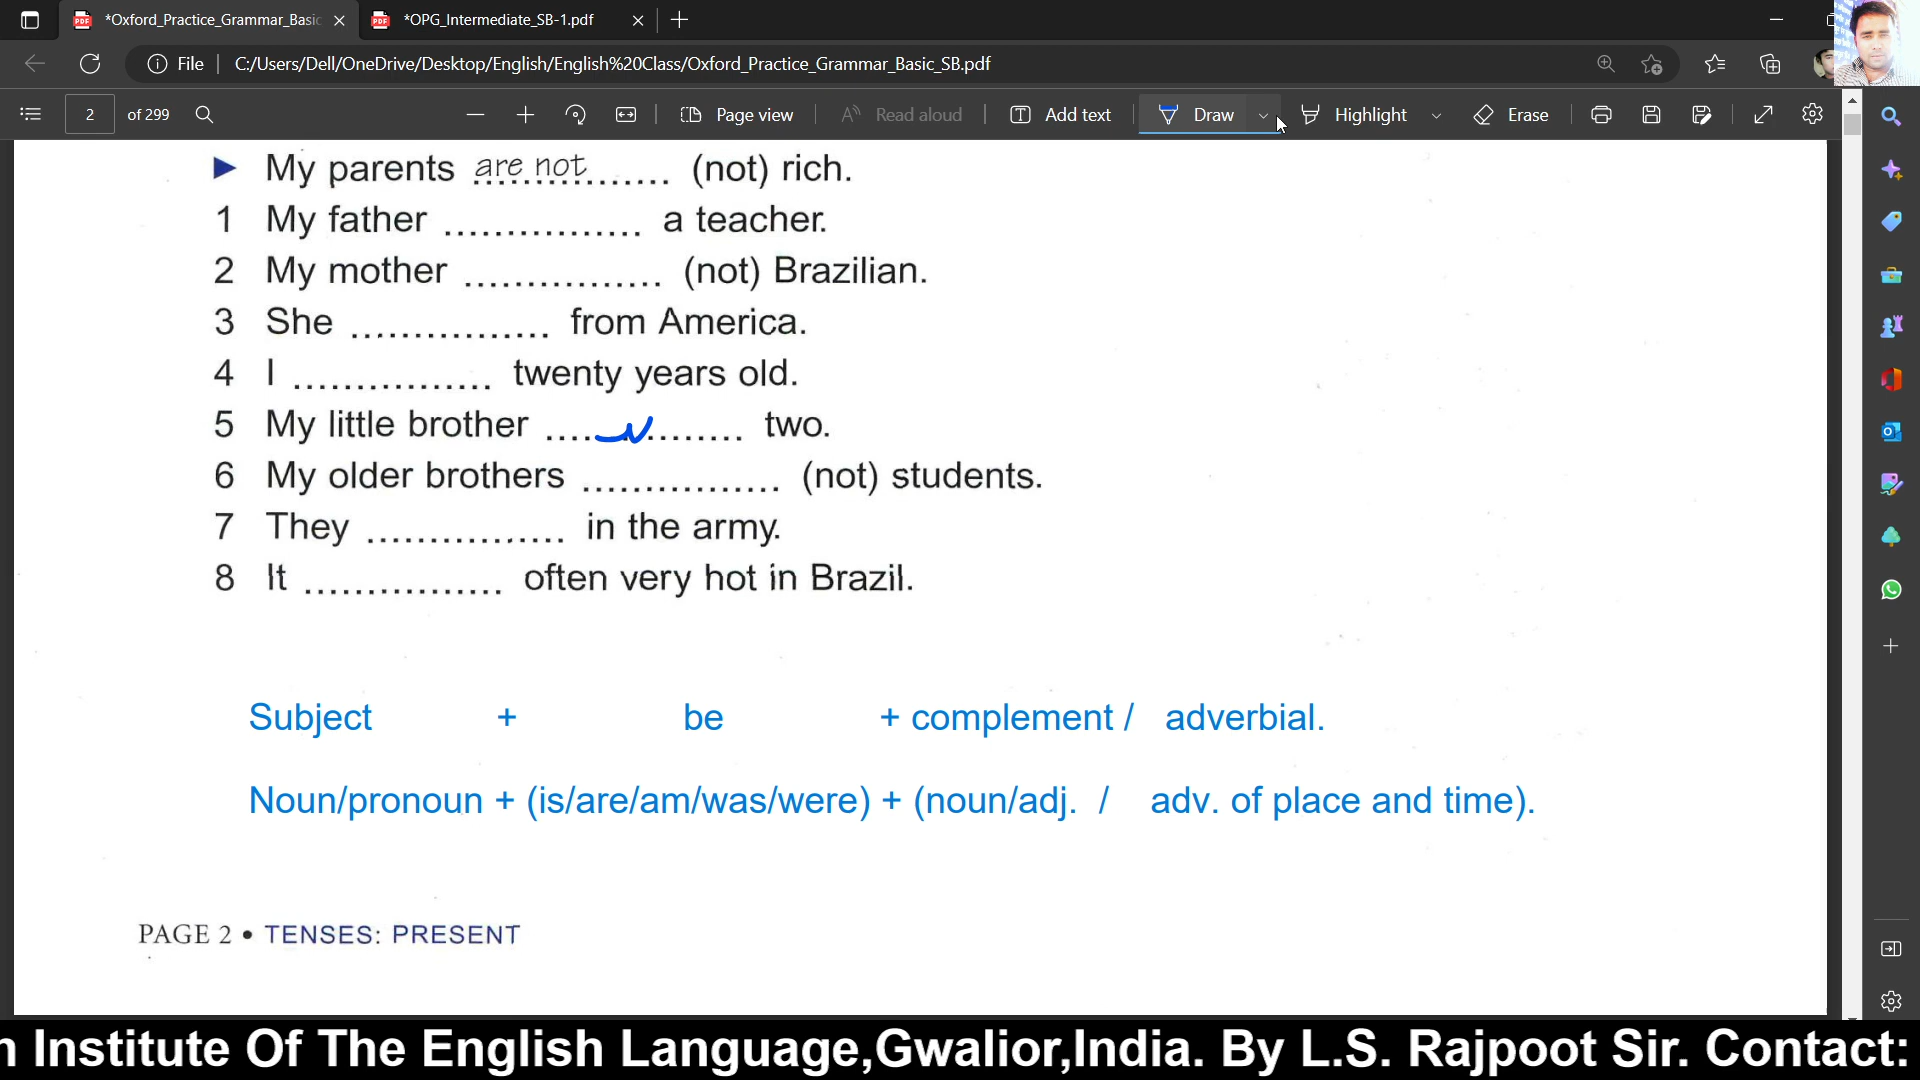 *Oxford_Practice_Grammar_Basic
*OPG_Intermediate_SB-1.pdf
File
C:/Users/Dell/OneDrive/Desktop/English/English%20Class/Oxford_Practice_Grammar_Basic_SB.pdf
2 of 299
Page view
Read aloud
Add text
Draw
Highlight
Erase
► My parents are not................ (not) rich.
1 My father ................ a teacher.
2 My mother ................ (not) Brazilian.
3 She ................ from America.
4 I ................ twenty years old.
5 My little brother ................ two.
6 My older brothers ................ (not) students.
7 They ................ in the army.
8 It ................ often very hot in Brazil.
Subject + be + complement / adverbial.
Noun/pronoun + (is/are/am/was/were) + (noun/adj. / adv. of place and time).
PAGE 2 • TENSES: PRESENT
Institute Of The English Language,Gwalior,India. By L.S. Rajpoot Sir. Contact: